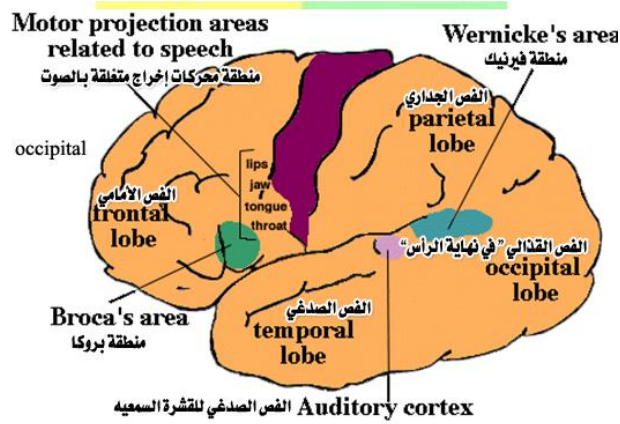 Motor projection areas
related to speech
منطقة محركات إخراج متغلقة بالصوت
Wernicke's area
منطقة فيرنيك
occipital
الفص الجداري
parietal
lobe
lips
jaw
tongue
throat
الفص الأمامي
frontal
lobe
الفص القذالي "في نهاية الرأس"
occipital
lobe
Broca's area
منطقة بروكا
الفص الصدغي
temporal
lobe
الفص الصدغي للقشرة السمعيه Auditory cortex